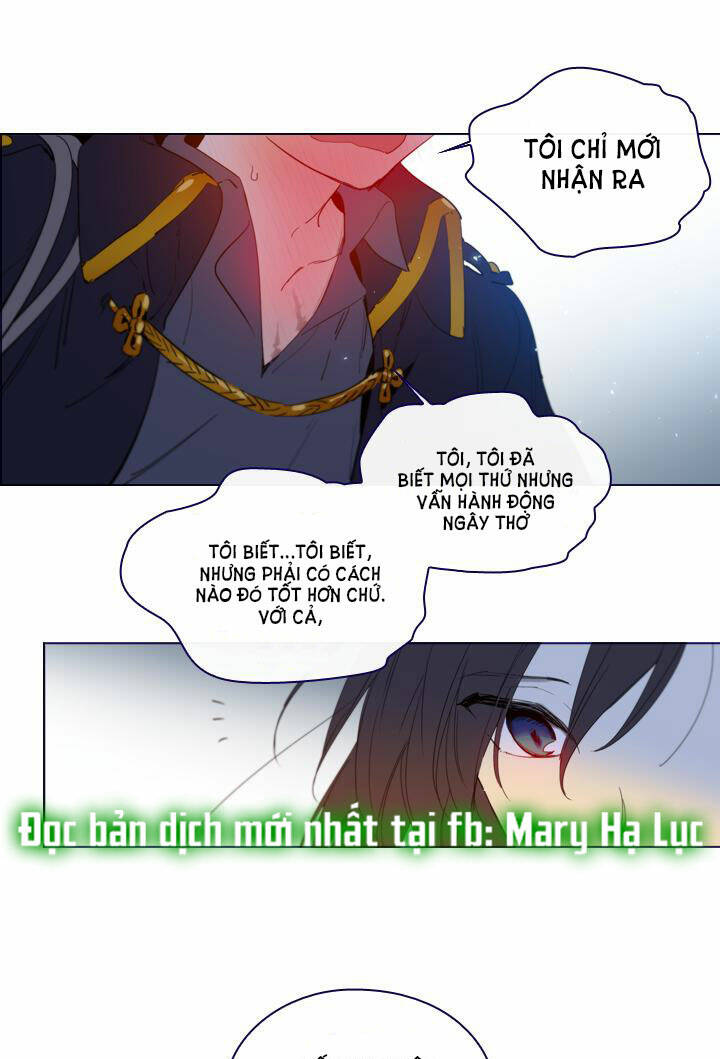 TÔI CHỈ MỚI
NHẬN RA
TÔI, TÔI ĐÃ
BIẾT MỌI THỨ NHƯNG
VẪN HÀNH ĐỘNG
NGÂY THƠ
TÔI BIẾT...TÔI BIẾT,
NHƯNG PHẢI CÓ CÁCH
NÀO ĐÓ TỐT HƠN CHỨ.
VỚI CẢ,
Đọc bản dịch mới nhất tại fb: Mary Hạ Lục